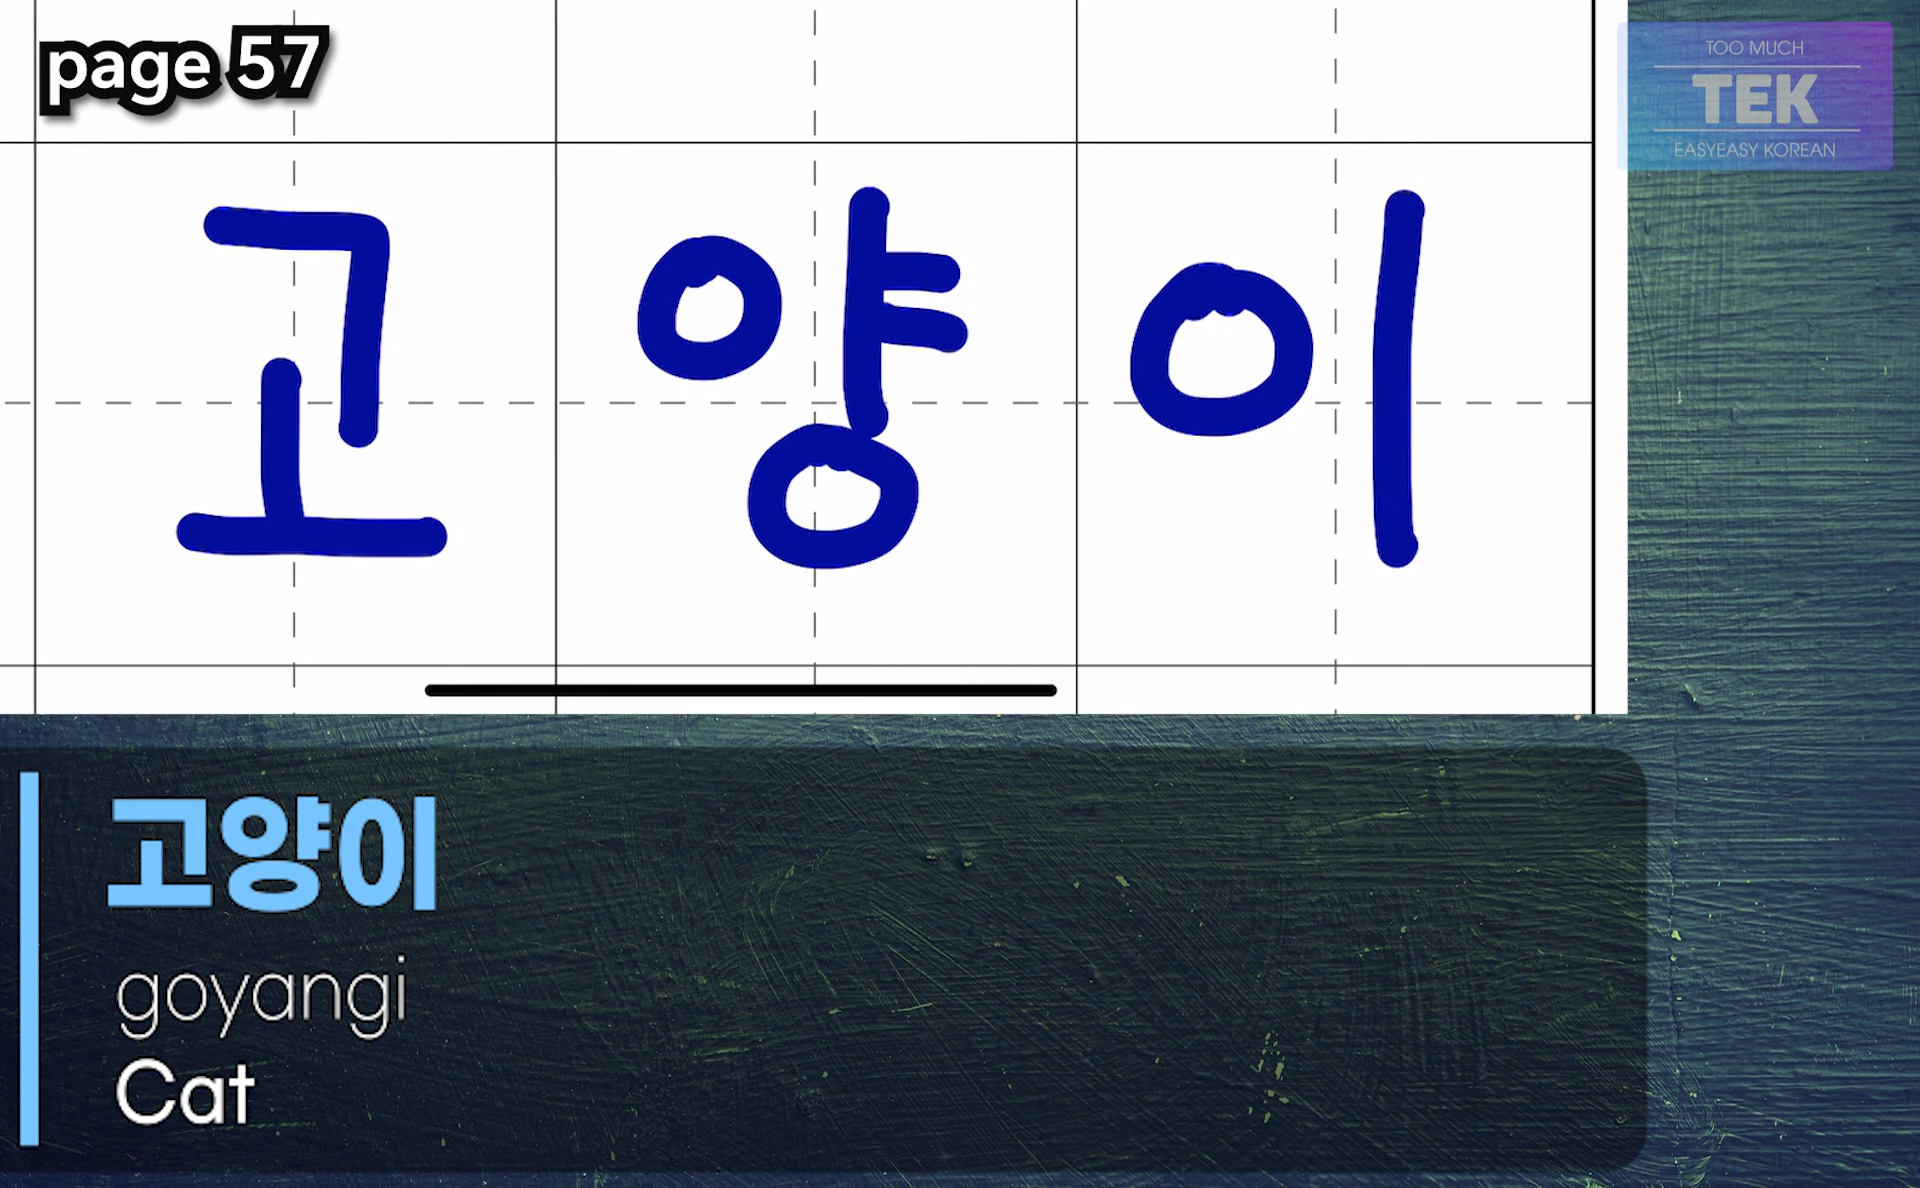 page 57
TOO MUCH
TEK
EASYEASY KOREAN
고양이
고양이
goyangi
Cat